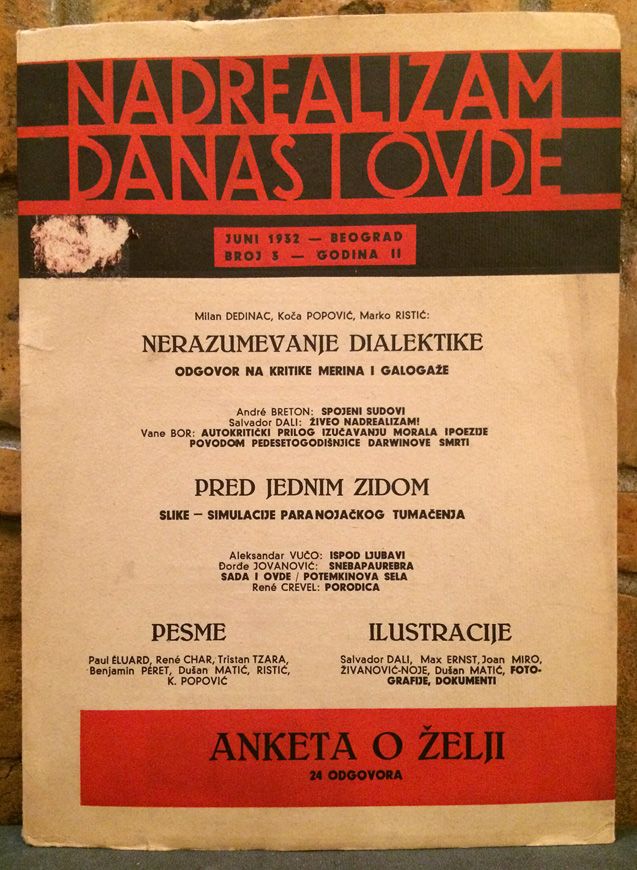 NADREALIZAM
DANAS I OVDE
JUNI 1932 — BEOGRAD
BROJ 3 — GODINA II
Milan DEDINAC, Koča POPOVIĆ, Marko RISTIĆ:
NERAZUMEVANJE DIALEKTIKE
ODGOVOR NA KRITIKE MERINA I GALOGAŽE
André BRETON: SPOJENI SUDOVI
Salvador DALI: ŽIVEO NADREALIZAM!
Vane BOR: AUTOKRITIČKI PRILOG IZUČAVANJU MORALA IPOEZIJE
POVODOM PEDESETOGODIŠNJICE DARWINOVE SMRTI
PRED JEDNIM ZIDOM
SLIKE — SIMULACIJE PARANOJAČKOG TUMAČENJA
Aleksandar VUČO: ISPOD LJUBAVI
Đorđe JOVANOVIĆ: SNEBAPAUREBRA
SADA I OVDE / POTEMKINOVA SELA
René CREVEL: PORODICA
PESME
Paul ÉLUARD, René CHAR, Tristan TZARA,
Benjamin PÉRET, Dušan MATIĆ, RISTIĆ,
K. POPOVIĆ
ILUSTRACIJE
Salvador DALI, Max ERNST, Joan MIRO,
ŽIVANOVIĆ-NOJE, Dušan MATIĆ, FOTO-
GRAFIJE, DOKUMENTI
ANKETA O ŽELJI
24 ODGOVORA